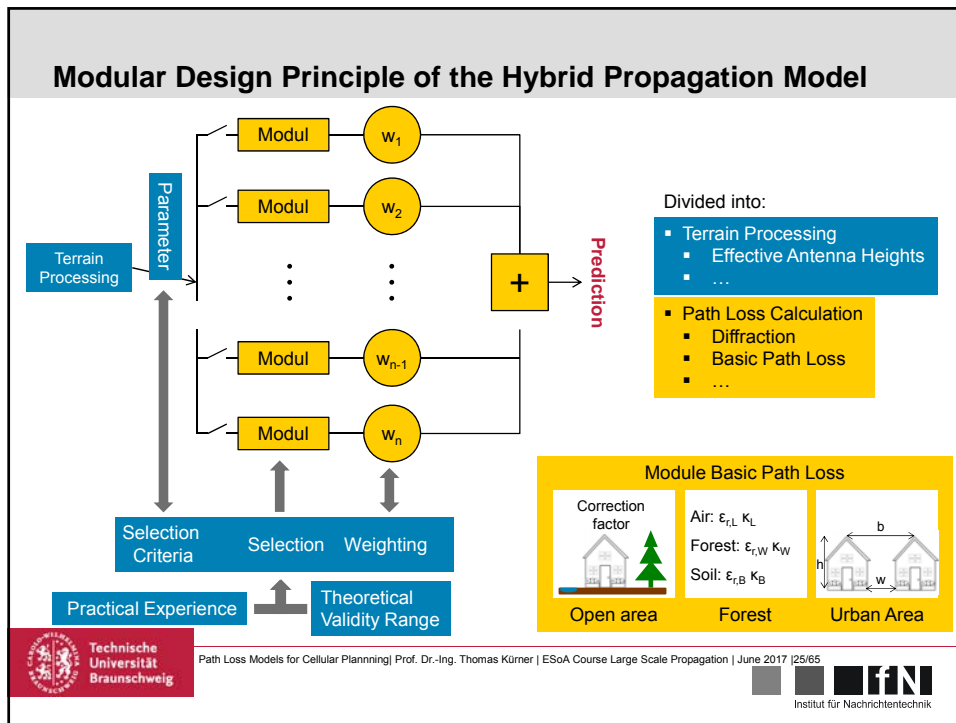 Modular Design Principle of the Hybrid Propagation Model
Modul
w1
Parameter
Modul
w2
Divided into:
Terrain Processing
▪ Terrain Processing
▪ Effective Antenna Heights
▪ …
+
Prediction
▪ Path Loss Calculation
▪ Diffraction
▪ Basic Path Loss
▪ …
Modul
wn-1
Modul
wn
Module Basic Path Loss
Correction factor
Air: εr,L κL
Forest: εr,W κW
Soil: εr,B κB
b
h
w
Open area
Forest
Urban Area
Selection Criteria
Selection
Weighting
Practical Experience
Theoretical Validity Range
CAROLO-WILHELMINA
BRAUNSCHWEIG
Technische
Universität
Braunschweig
Path Loss Models for Cellular Plannning| Prof. Dr.-Ing. Thomas Kürner | ESoA Course Large Scale Propagation | June 2017 |25/65
IfN
Institut für Nachrichtentechnik